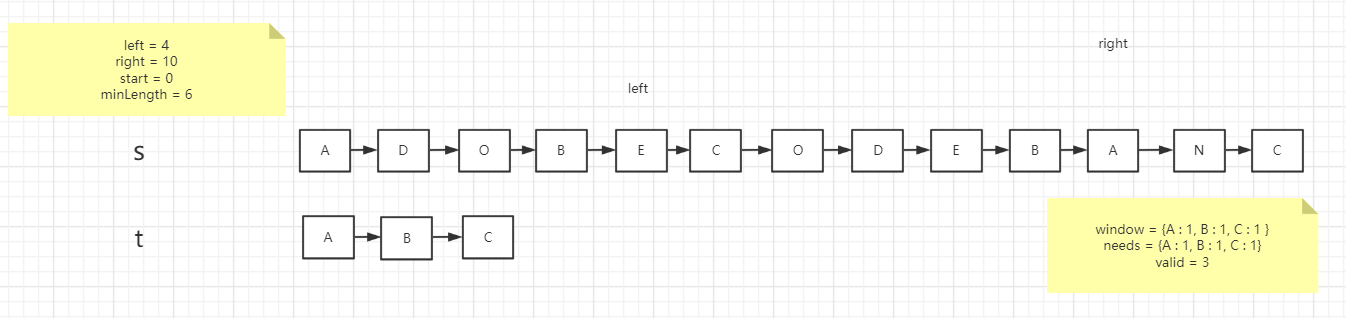 left = 4
right = 10
start = 0
minLength = 6
right
left
s
A D O B E C O D E B A N C
t
A B C
window = {A : 1, B : 1, C : 1 }
needs = {A : 1, B : 1, C : 1}
valid = 3